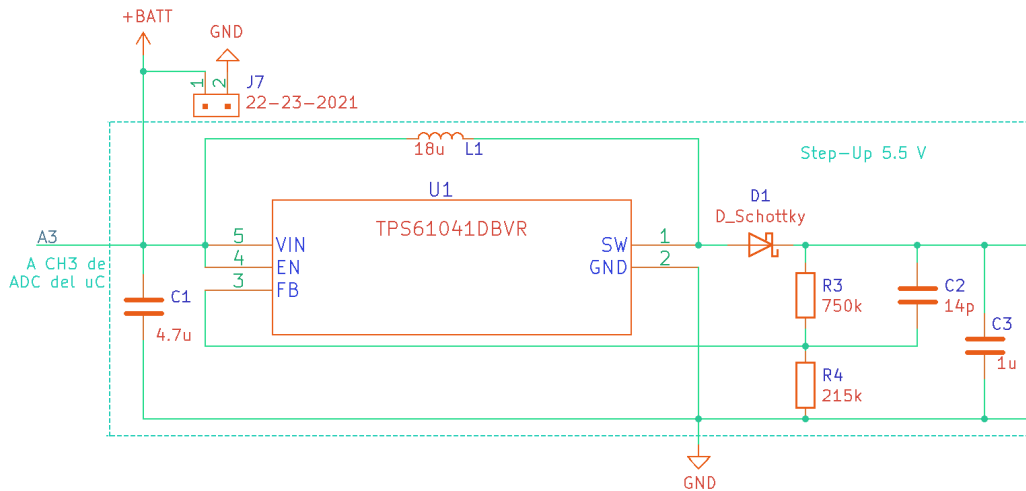 +BATT
GND
1
2
J7
22-23-2021
18u
L1
Step-Up 5.5 V
U1
TPS61041DBVR
D1
D_Schottky
A3
A CH3 de
ADC del uC
5
VIN
4
EN
3
FB
SW
1
GND
2
C1
4.7u
R3
750k
C2
14p
C3
1u
R4
215k
GND